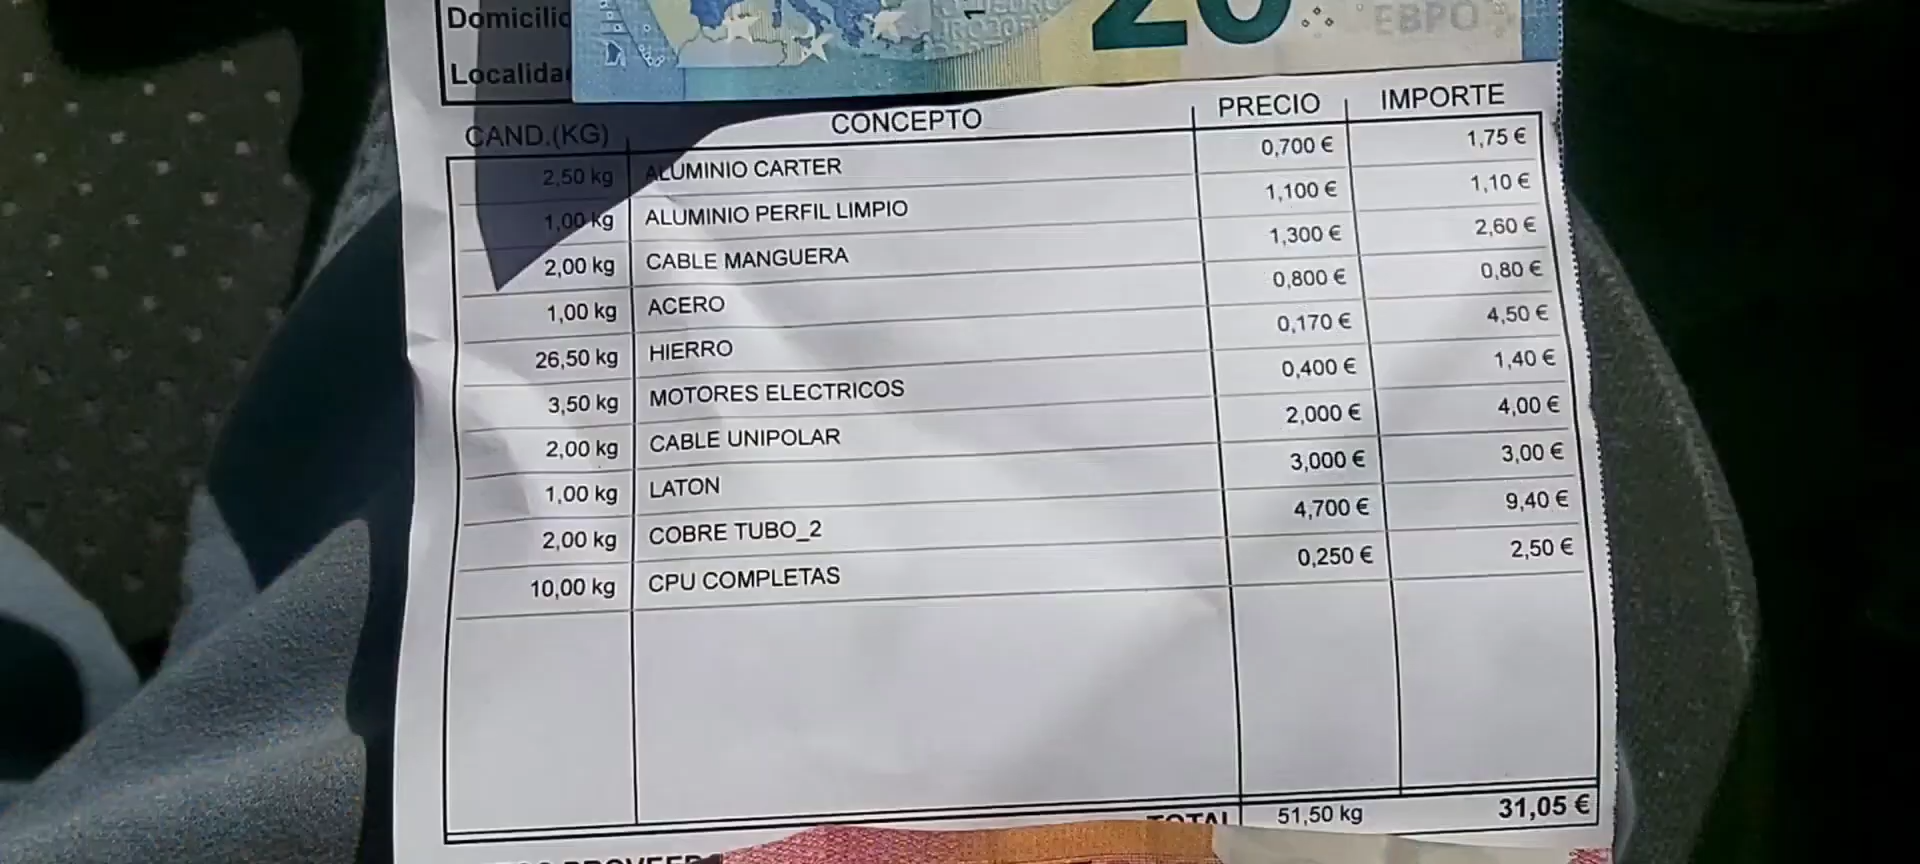 20
ΕΒΡΟ
Domicilio
Localida
CAND.(KG) CONCEPTO PRECIO IMPORTE
2,50 kg ALUMINIO CARTER 0,700 € 1,75 €
1,00 kg ALUMINIO PERFIL LIMPIO 1,100 € 1,10 €
2,00 kg CABLE MANGUERA 1,300 € 2,60 €
1,00 kg ACERO 0,800 € 0,80 €
26,50 kg HIERRO 0,170 € 4,50 €
3,50 kg MOTORES ELECTRICOS 0,400 € 1,40 €
2,00 kg CABLE UNIPOLAR 2,000 € 4,00 €
1,00 kg LATON 3,000 € 3,00 €
2,00 kg COBRE TUBO_2 4,700 € 9,40 €
10,00 kg CPU COMPLETAS 0,250 € 2,50 €
TOTAL 51,50 kg 31,05 €